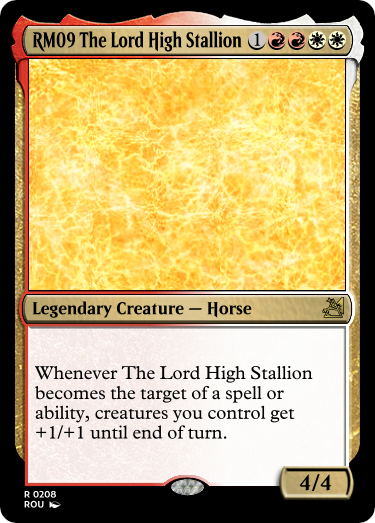 RM09 The Lord High Stallion 1
Legendary Creature — Horse
Whenever The Lord High Stallion
becomes the target of a spell or
ability, creatures you control get
+1/+1 until end of turn.
4/4
R 0208
ROU